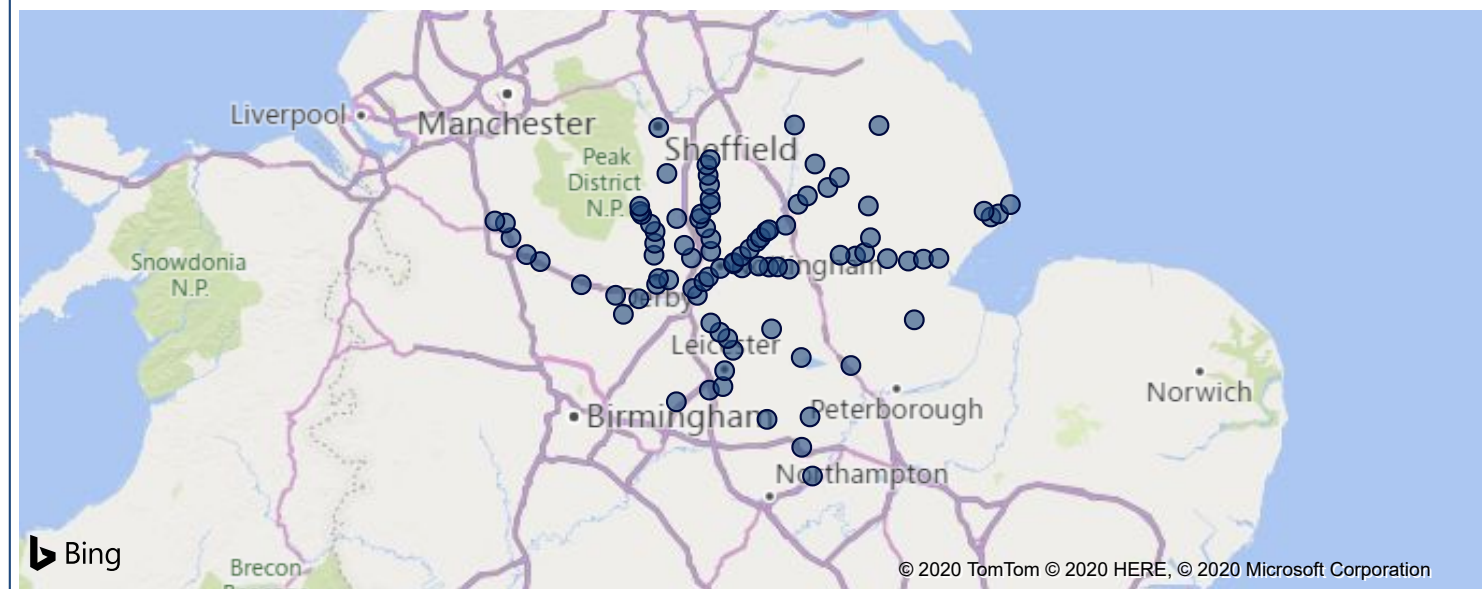 Liverpool
Manchester
Sheffield
Peak
District
N.P.
Snowdonia
N.P.
Derby
Leicester
Norwich
Birmingham
Peterborough
Northampton
Brecon
Bing
© 2020 TomTom © 2020 HERE, © 2020 Microsoft Corporation